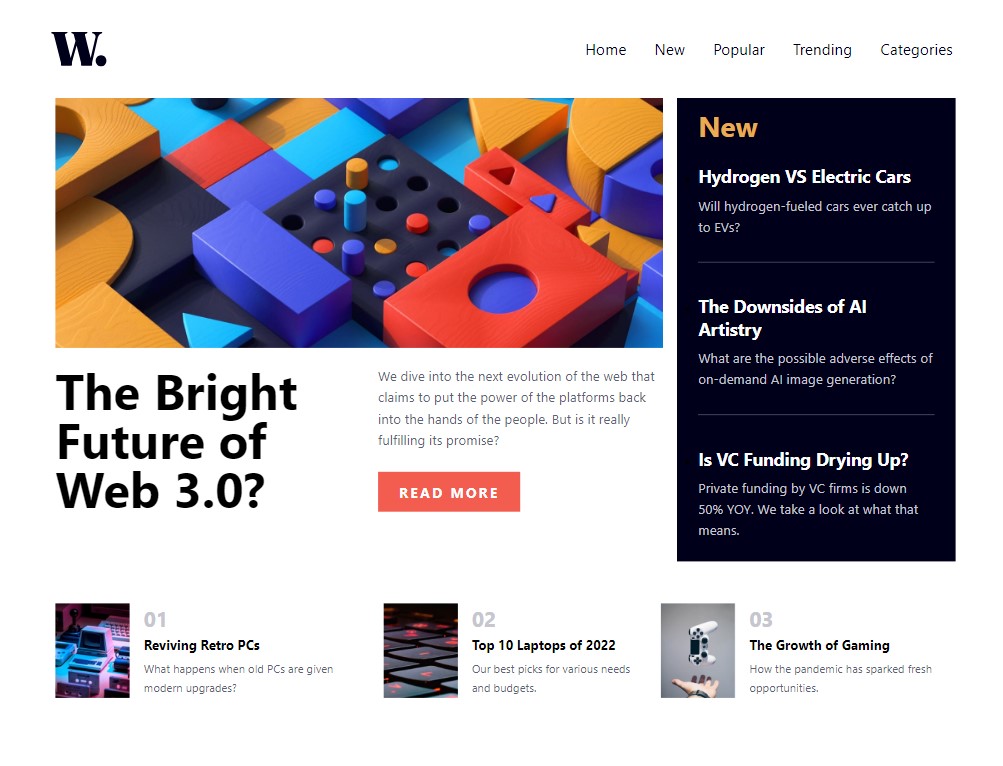 W.
Home New Popular Trending Categories
The Bright
Future of
Web 3.0?
We dive into the next evolution of the web that
claims to put the power of the platforms back
into the hands of the people. But is it really
fulfilling its promise?
READ MORE
New
Hydrogen VS Electric Cars
Will hydrogen-fueled cars ever catch up
to EVs?
The Downsides of AI
Artistry
What are the possible adverse effects of
on-demand AI image generation?
Is VC Funding Drying Up?
Private funding by VC firms is down
50% YOY. We take a look at what that
means.
01
Reviving Retro PCs
What happens when old PCs are given
modern upgrades?
02
Top 10 Laptops of 2022
Our best picks for various needs
and budgets.
03
The Growth of Gaming
How the pandemic has sparked fresh
opportunities.